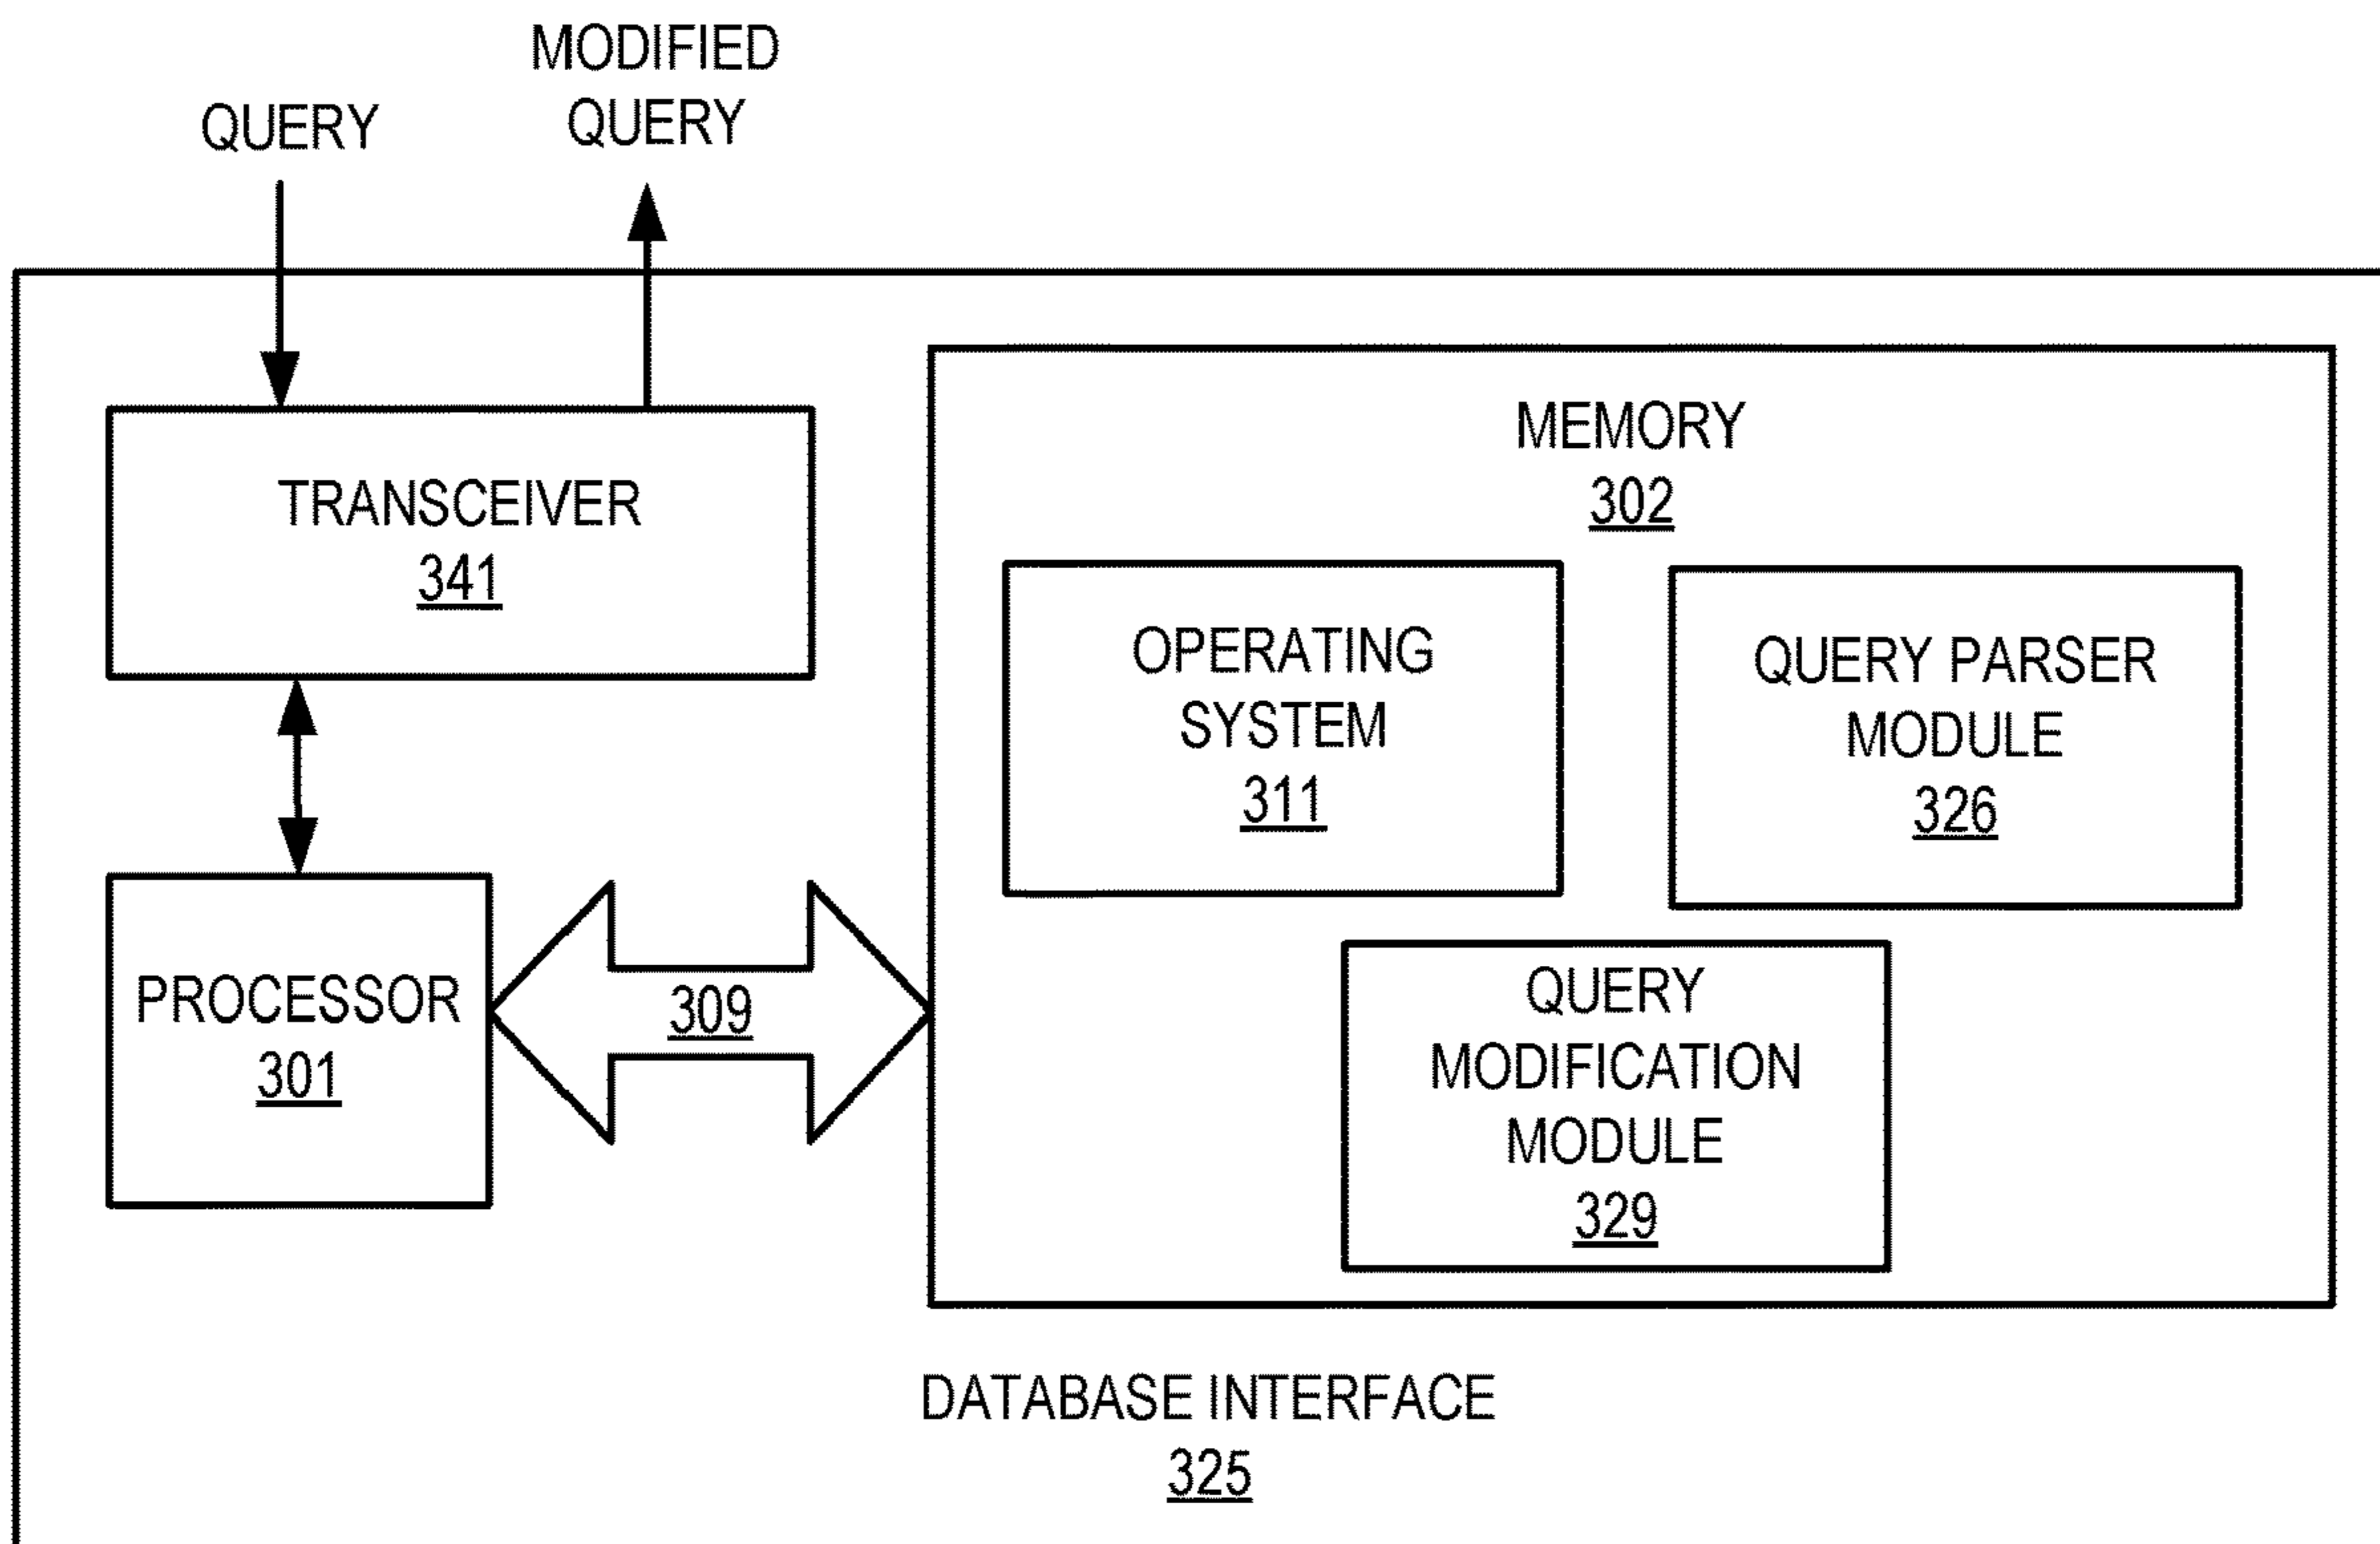 MODIFIED
QUERY
QUERY
TRANSCEIVER
341
MEMORY
302
OPERATING
SYSTEM
311
QUERY PARSER
MODULE
326
PROCESSOR
301
309
QUERY
MODIFICATION
MODULE
329
DATABASE INTERFACE
325